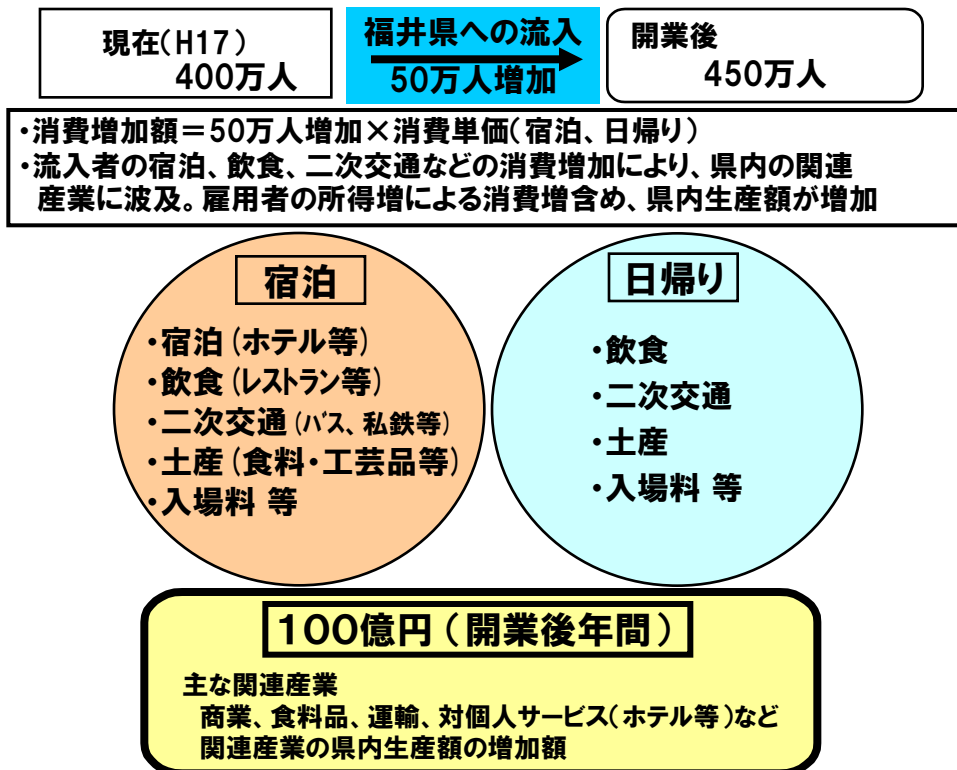 現在(H17)
400万人
福井県への流入
50万人増加
開業後
450万人
・消費増加額=50万人増加×消費単価(宿泊、日帰り)
・流入者の宿泊、飲食、二次交通などの消費増加により、県内の関連
産業に波及。雇用者の所得増による消費増含め、県内生産額が増加
宿泊
・宿泊(ホテル等)
・飲食(レストラン等)
・二次交通(バス、私鉄等)
・土産(食料・工芸品等)
・入場料 等
日帰り
・飲食
・二次交通
・土産
・入場料 等
100億円(開業後年間)
主な関連産業
商業、食料品、運輸、対個人サービス(ホテル等)など
関連産業の県内生産額の増加額